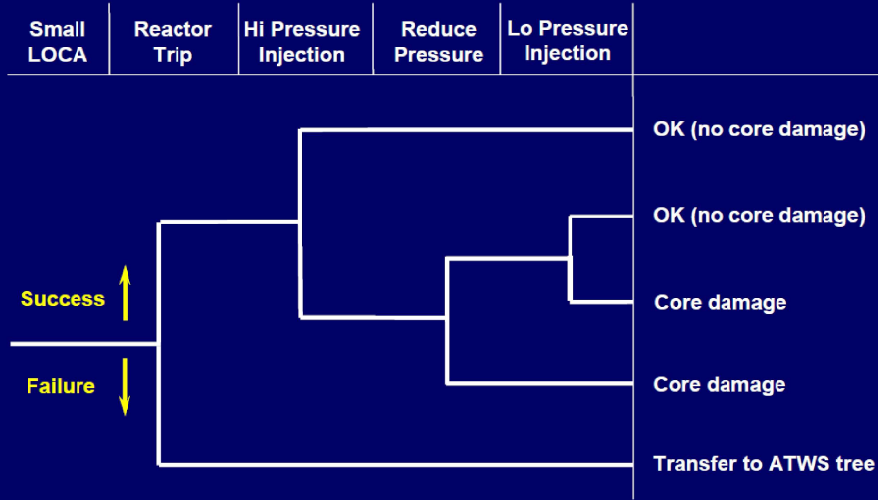 Small Reactor Hi Pressure Reduce Lo Pressure
LOCA Trip Injection Pressure Injection
OK (no core damage)
OK (no core damage)
Success
Core damage
Failure
Core damage
Transfer to ATWS tree